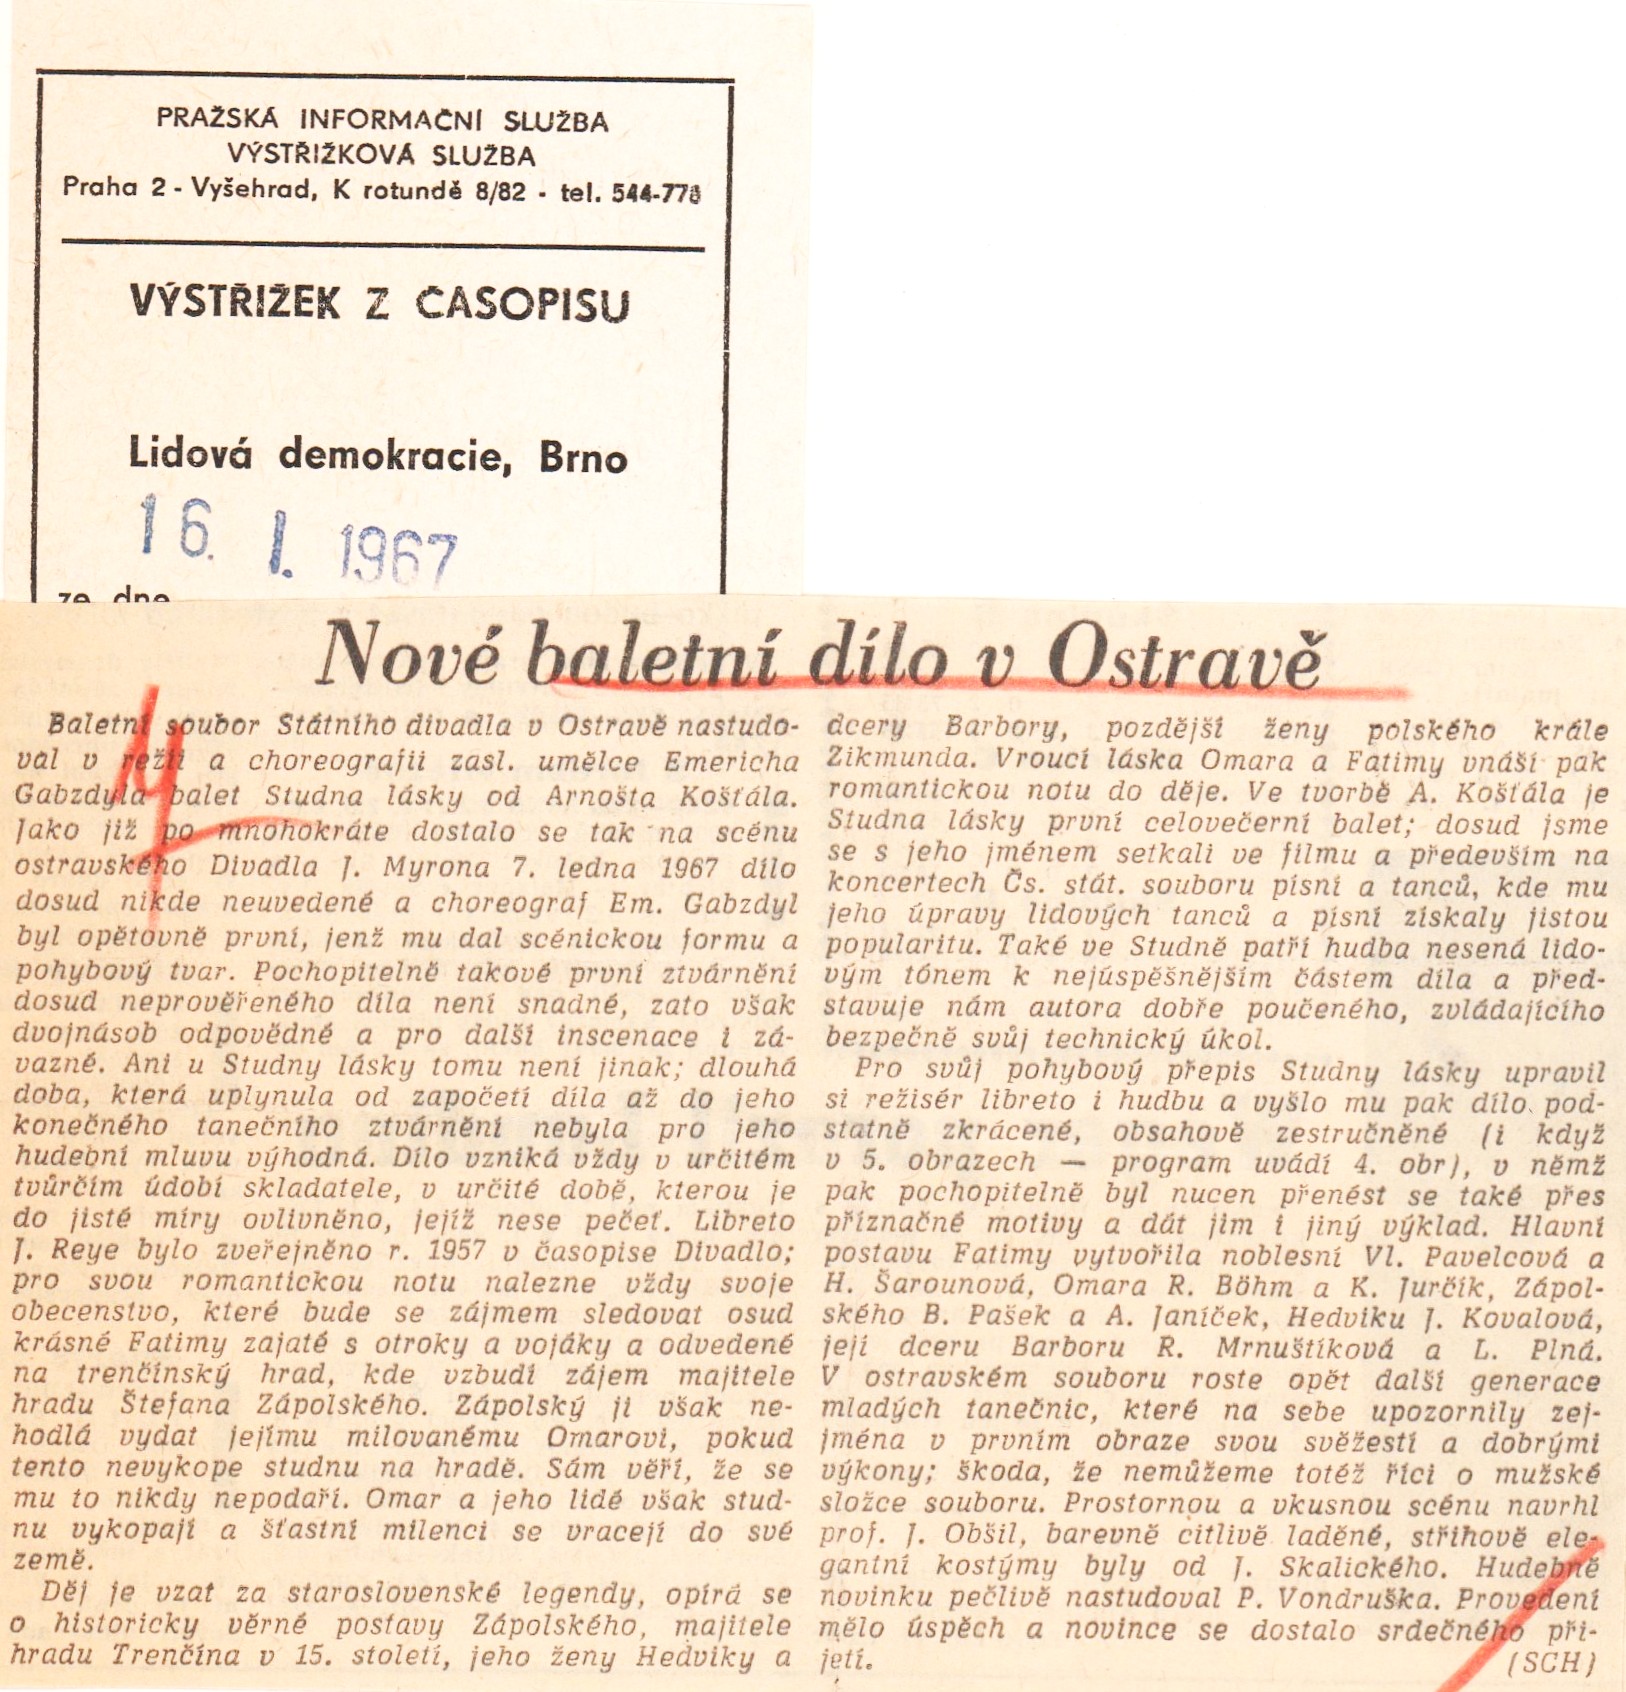 PRAŽSKÁ INFORMAČNÍ SLUŽBA
VÝSTŘIŽKOVÁ SLUŽBA
Praha 2 - Vyšehrad, K rotundě 8/82 - tel. 544-778
VÝSTŘIŽEK Z ČASOPISU
Lidová demokracie, Brno
16. I. 1967
ze dne
Nové baletní dílo v Ostravě
Baletní soubor Státního divadla v Ostravě nastudo-
val v režii a choreografii zasl. umělce Emericha
Gabzdyla balet Studna lásky od Arnošta Košťála.
Jako již po mnohokráte dostalo se tak na scénu
ostravského Divadla J. Myrona 7. ledna 1967 dílo
dosud nikde neuvedené a choreograf Em. Gabzdyl
byl opětovně první, jenž mu dal scénickou formu a
pohybový tvar. Pochopitelně takové první ztvárnění
dosud neprověřeného díla není snadné, zato však
dvojnásob odpovědné a pro další inscenace i zá-
vazné. Ani u Studny lásky tomu není jinak; dlouhá
doba, která uplynula od započetí díla až do jeho
konečného tanečního ztvárnění nebyla pro jeho
hudební mluvu výhodná. Dílo vzniká vždy v určitém
tvůrčím údobí skladatele, v určité době, kterou je
do jisté míry ovlivněno, jejíž nese pečeť. Libreto
J. Reye bylo zveřejněno r. 1957 v časopise Divadlo;
pro svou romantickou notu nalezne vždy svoje
obecenstvo, které bude se zájmem sledovat osud
krásné Fatimy zajaté s otroky a vojáky a odvedené
na trenčínský hrad, kde vzbudí zájem majitele
hradu Štefana Zápolského. Zápolský ji však ne-
hodlá vydat jejímu milovanému Omarovi, pokud
tento nevykope studnu na hradě. Sám věří, že se
mu to nikdy nepodaří. Omar a jeho lidé však stud-
nu vykopají a šťastní milenci se vracejí do své
země.
Děj je vzat za staroslovenské legendy, opírá se
o historicky věrné postavy Zápolského, majitele
hradu Trenčína v 15. století, jeho ženy Hedviky a
dcery Barbory, pozdější ženy polského krále
Zikmunda. Vroucí láska Omara a Fatimy vnáší pak
romantickou notu do děje. Ve tvorbě A. Košťála je
Studna lásky první celovečerní balet; dosud jsme
se s jeho jménem setkali ve filmu a především na
koncertech Čs. stát. souboru písní a tanců, kde mu
jeho úpravy lidových tanců a písní získaly jistou
popularitu. Také ve Studně patří hudba nesená lido-
vým tónem k nejúspěšnějším částem díla a před-
stavuje nám autora dobře poučeného, zvládajícího
bezpečně svůj technický úkol.
Pro svůj pohybový přepis Studny lásky upravil
si režisér libreto i hudbu a vyšlo mu pak dílo pod-
statně zkrácené, obsahově zestručněné (i když
v 5. obrazech — program uvádí 4. obr), v němž
pak pochopitelně byl nucen přenést se také přes
příznačné motivy a dát jim i jiný výklad. Hlavní
postavu Fatimy vytvořila noblesní Vl. Pavelcová a
H. Šarounová, Omara R. Böhm a K. Jurčík, Zápol-
ského B. Pašek a A. Janíček, Hedviku J. Kovalová,
její dceru Barboru R. Mrnuštíková a L. Plná.
V ostravském souboru roste opět další generace
mladých tanečnic, které na sebe upozornily zej-
jména v prvním obraze svou svěžestí a dobrými
výkony; škoda, že nemůžeme totéž říci o mužské
složce souboru. Prostornou a vkusnou scénu navrhl
prof. J. Obšil, barevně citlivě laděné, střihově ele-
gantní kostýmy byly od J. Skalického. Hudebně
novinku pečlivě nastudoval P. Vondruška. Provedení
mělo úspěch a novince se dostalo srdečného při-
jetí.
(SCH)